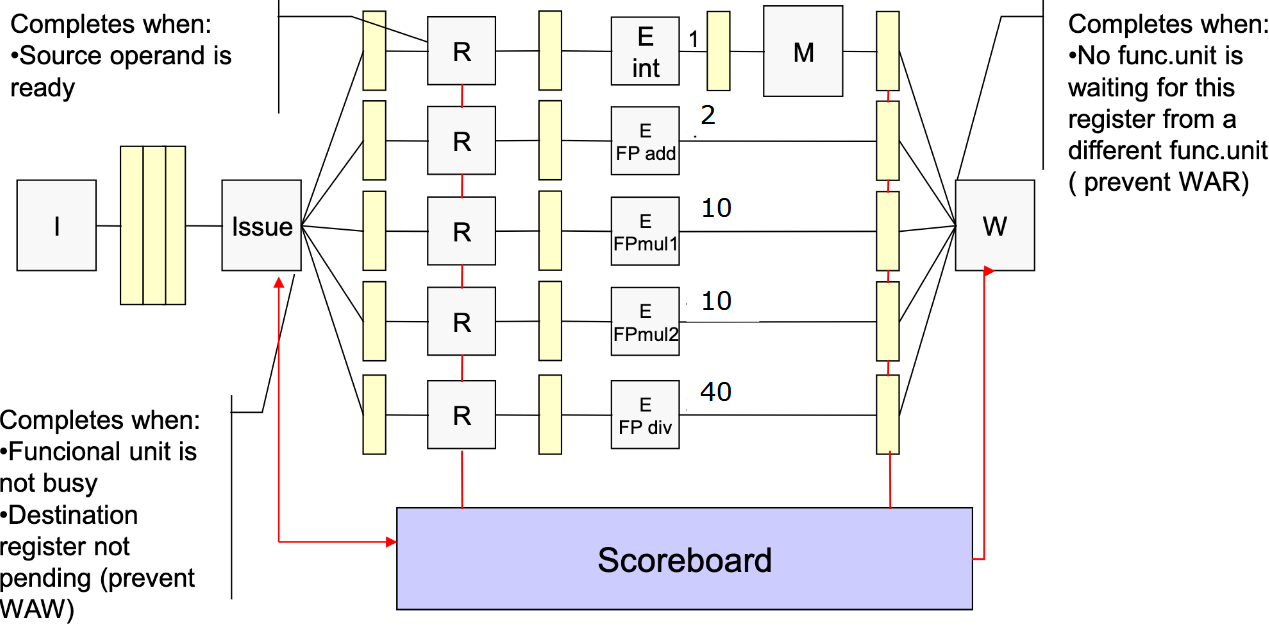 Completes when:
•Source operand is
ready
I
Issue
R
E
int
1
M
R
E
FP add
2
R
E
FPmul1
10
R
E
FPmul2
10
R
E
FP div
40
W
Completes when:
•No func.unit is
waiting for this
register from a
different func.unit
( prevent WAR)
Completes when:
•Funcional unit is
not busy
•Destination
register not
pending (prevent
WAW)
Scoreboard